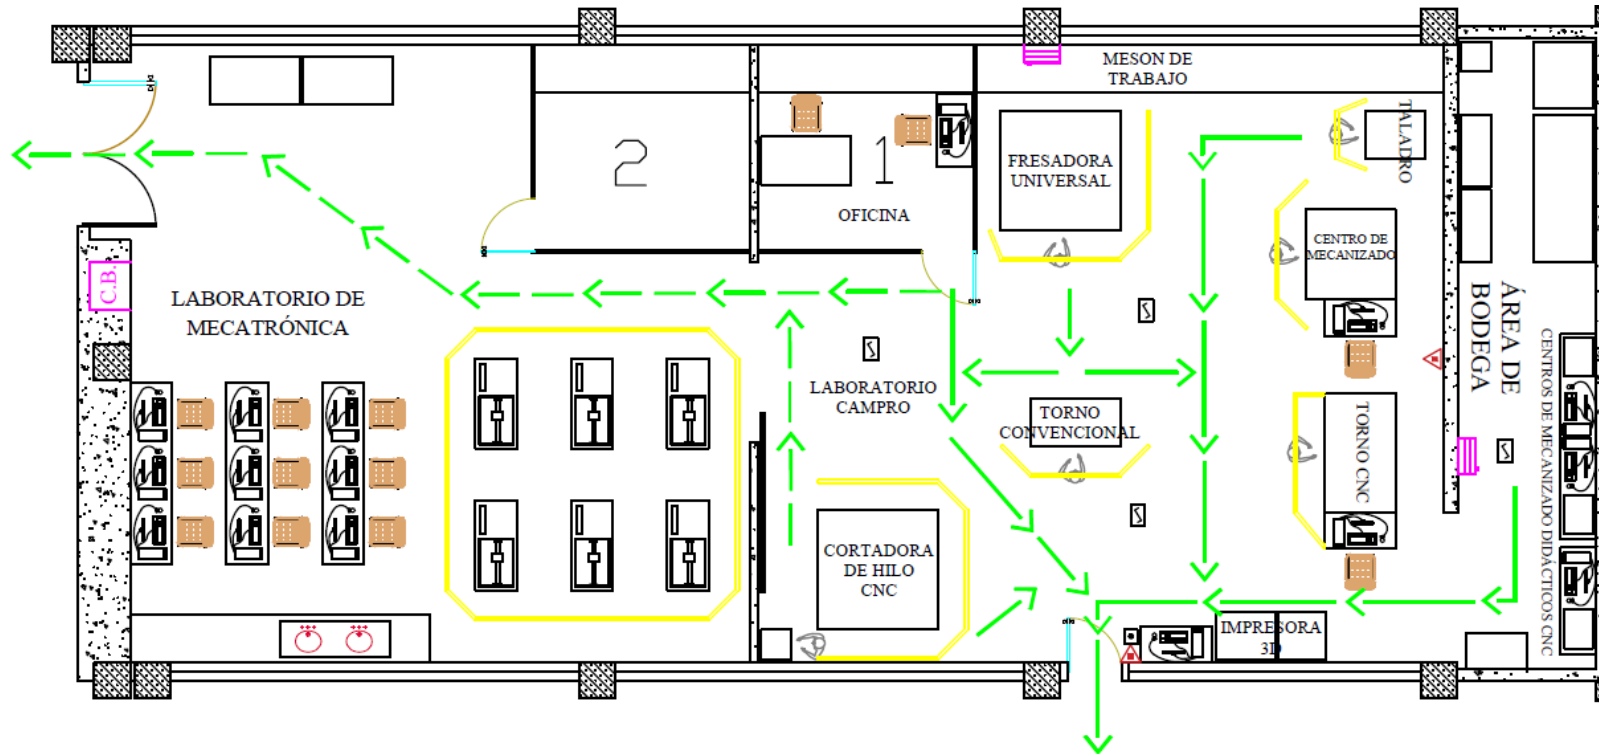 MESON DE
TRABAJO
TALADRO
2
1
OFICINA
FRESADORA
UNIVERSAL
CENTRO DE
MECANIZADO
C.B.
LABORATORIO DE
MECATRÓNICA
ÁREA DE
BODEGA
CENTROS DE MECANIZADO DIDÁCTICOS CNC
LABORATORIO
CAMPRO
TORNO
CONVENCIONAL
TORNO CNC
CORTADORA
DE HILO
CNC
IMPRESORA
3D